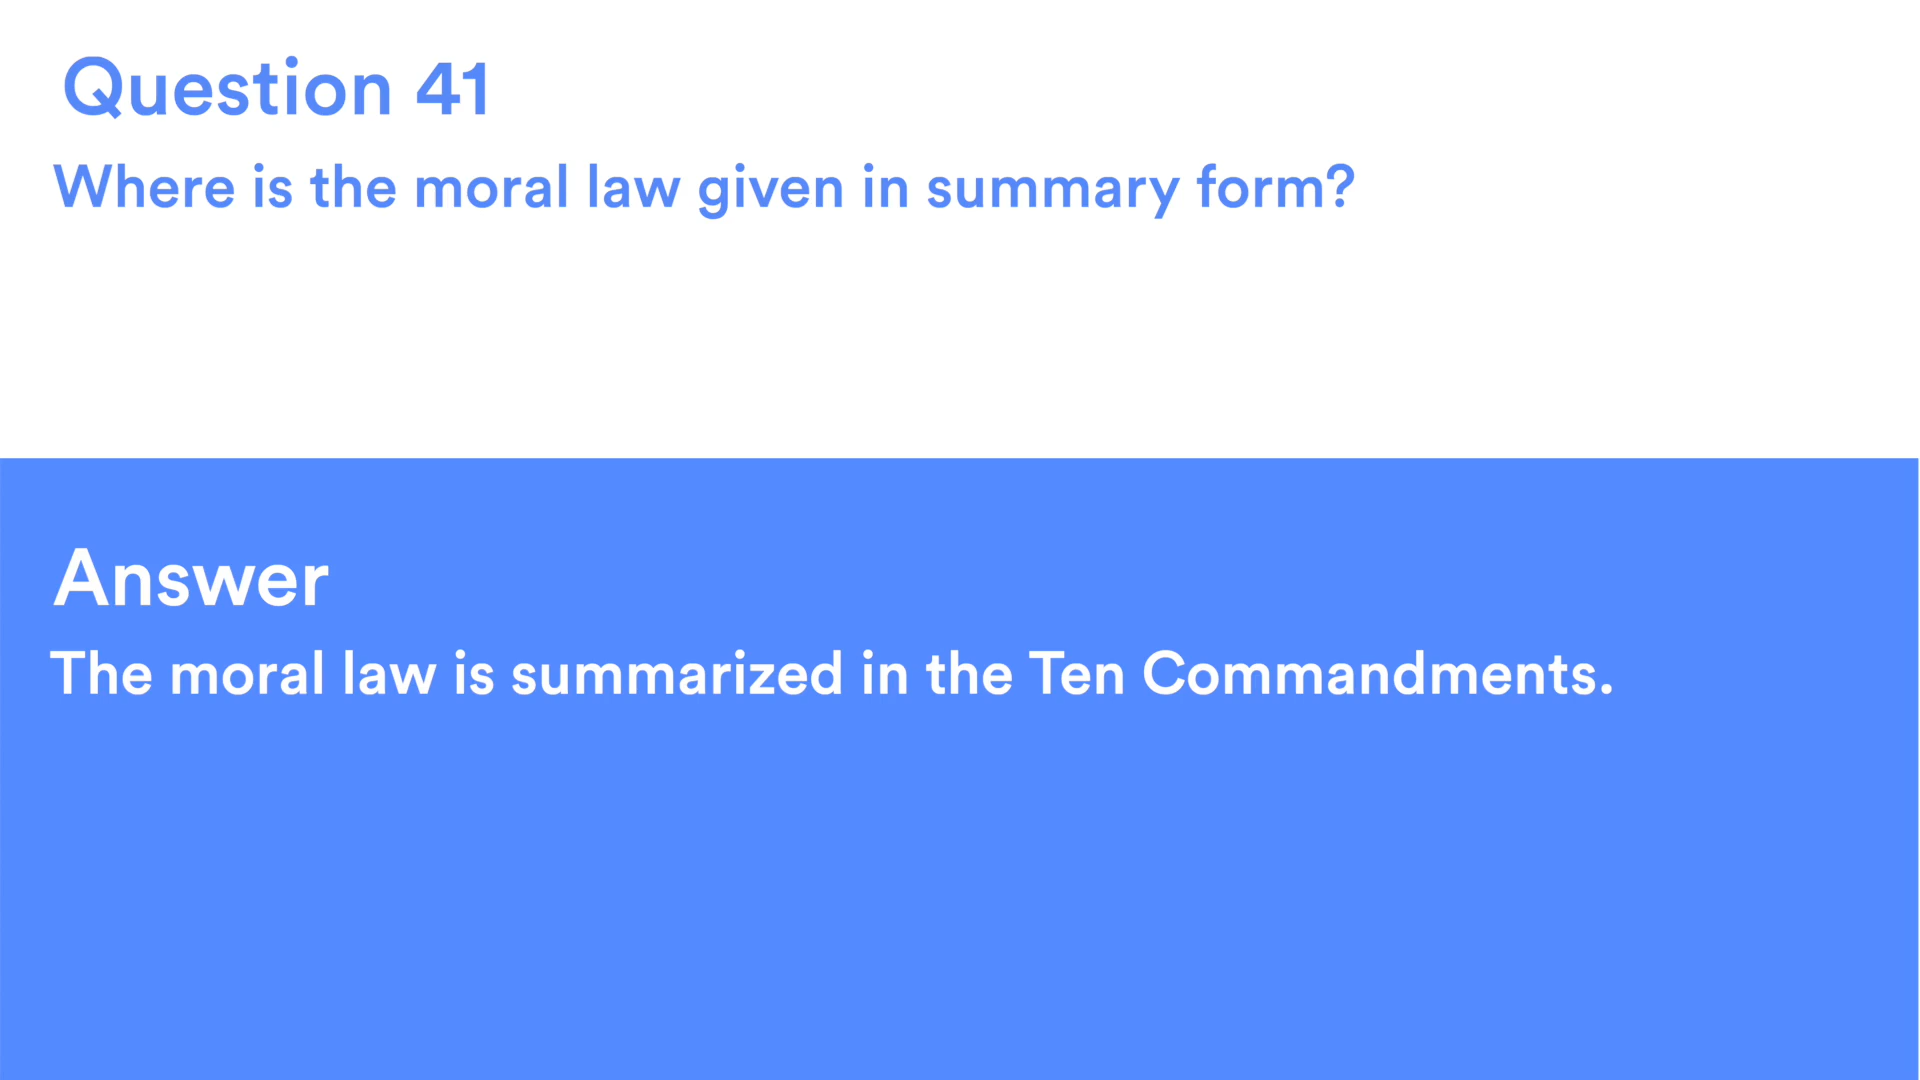 Question 41
Where is the moral law given in summary form?
Answer
The moral law is summarized in the Ten Commandments.